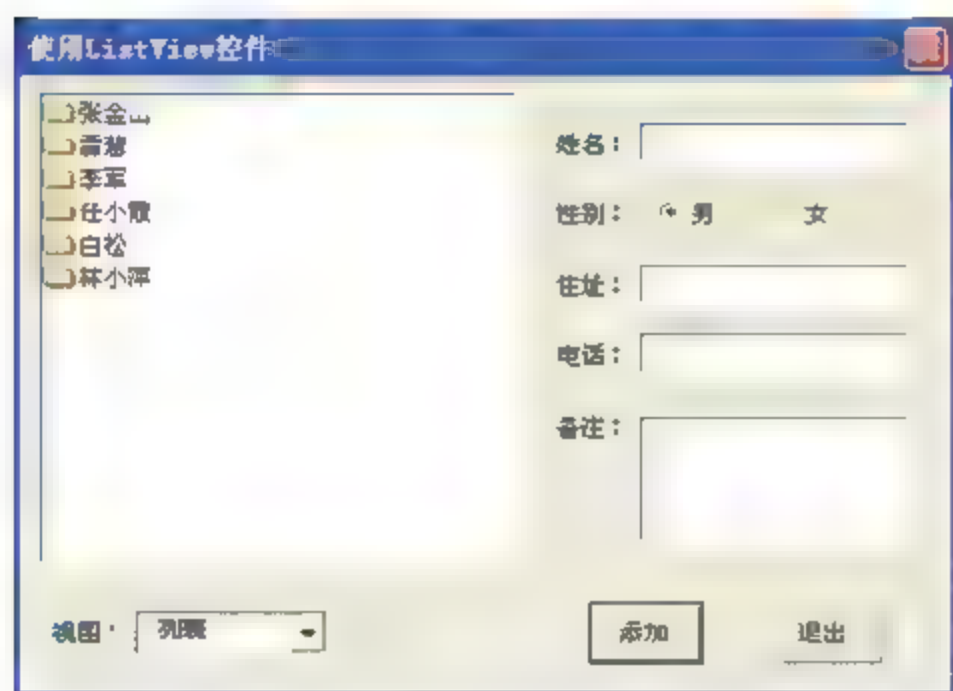 使用ListView控件
张金
李军
任小霞
白松
林小萍
姓名：
性别： 男 女
住址：
电话：
备注：
视图： 列表
添加 退出